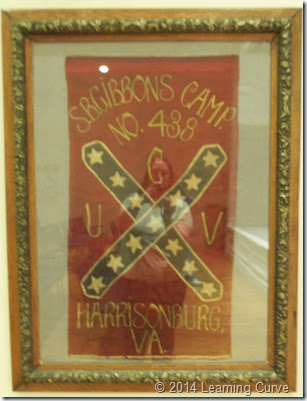 S.B. GIBBONS CAMP.
NO. 438
C
U V
HARRISONBURG,
VA.
© 2014 Learning Curve